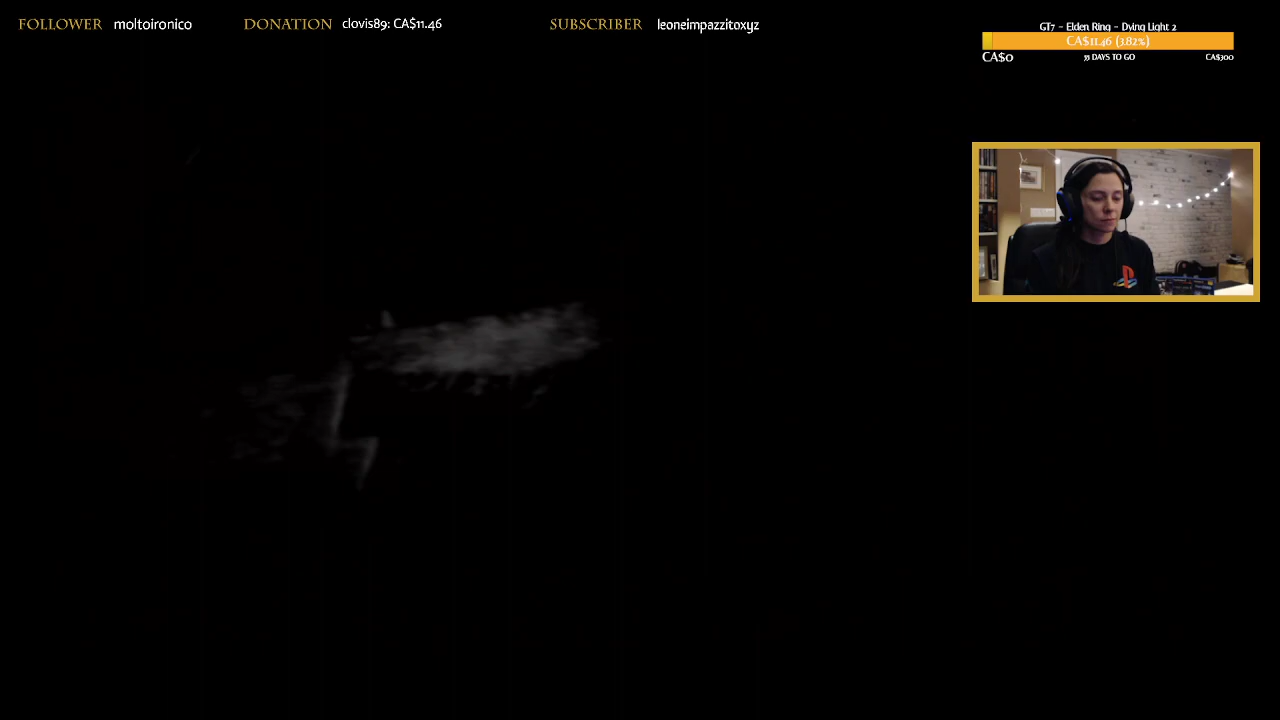 FOLLOWER moltoironico DONATION clovis89: CA$11.46 SUBSCRIBER leoneimpazzitoxyz
GT7 - Elden Ring - Dying Light 2
CA$11.46 (3.82%)
CA$0 33 DAYS TO GO CA$300